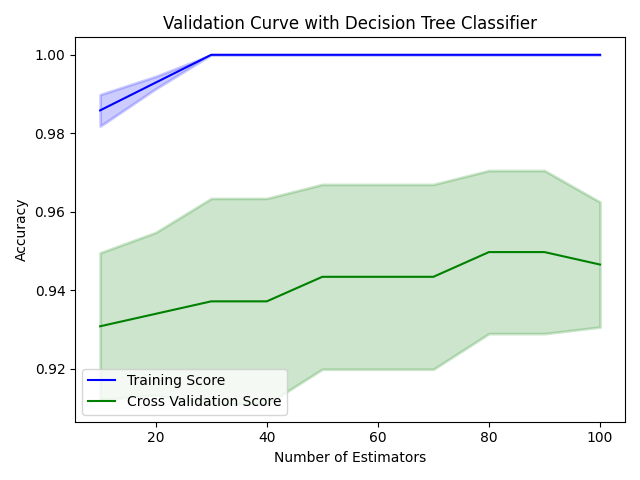 Validation Curve with Decision Tree Classifier
1.00
0.98
0.96
0.94
0.92
Accuracy
Training Score
Cross Validation Score
20
40
60
80
100
Number of Estimators